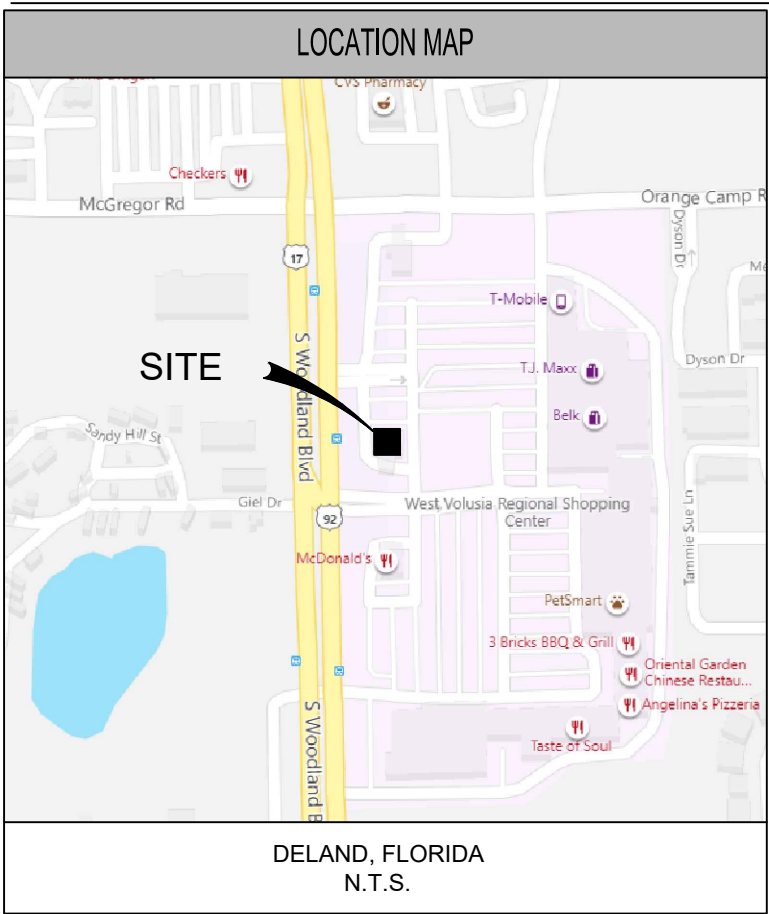 LOCATION MAP
CVS Pharmacy
Checkers
McGregor Rd
Orange Camp R
Dyson Dr
17
Me
T-Mobile
S Woodland Blvd
SITE
T.J. Maxx
Dyson Dr
Belk
Sandy Hill St
Giel Dr
West Volusia Regional Shopping
Center
92
Tammie Sue Ln
McDonald's
PetSmart
3 Bricks BBQ & Grill
Oriental Garden
Chinese Restau...
Angelina's Pizzeria
S Woodland B
Taste of Soul
DELAND, FLORIDA
N.T.S.